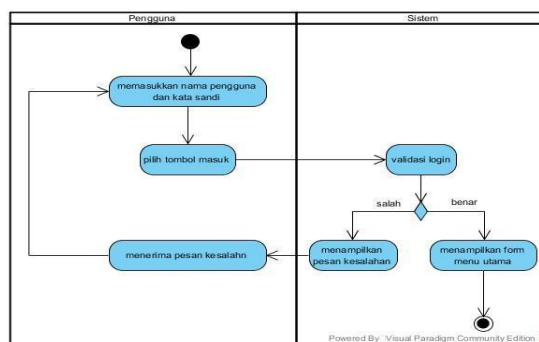 Pengguna
Sistem
memasukkan nama pengguna
dan kata sandi
pilih tombol masuk
validasi login
salah
benar
menerima pesan kesalahn
menampilkan
pesan kesalahan
menampilkan form
menu utama
Powered By Visual Paradigm Community Edition